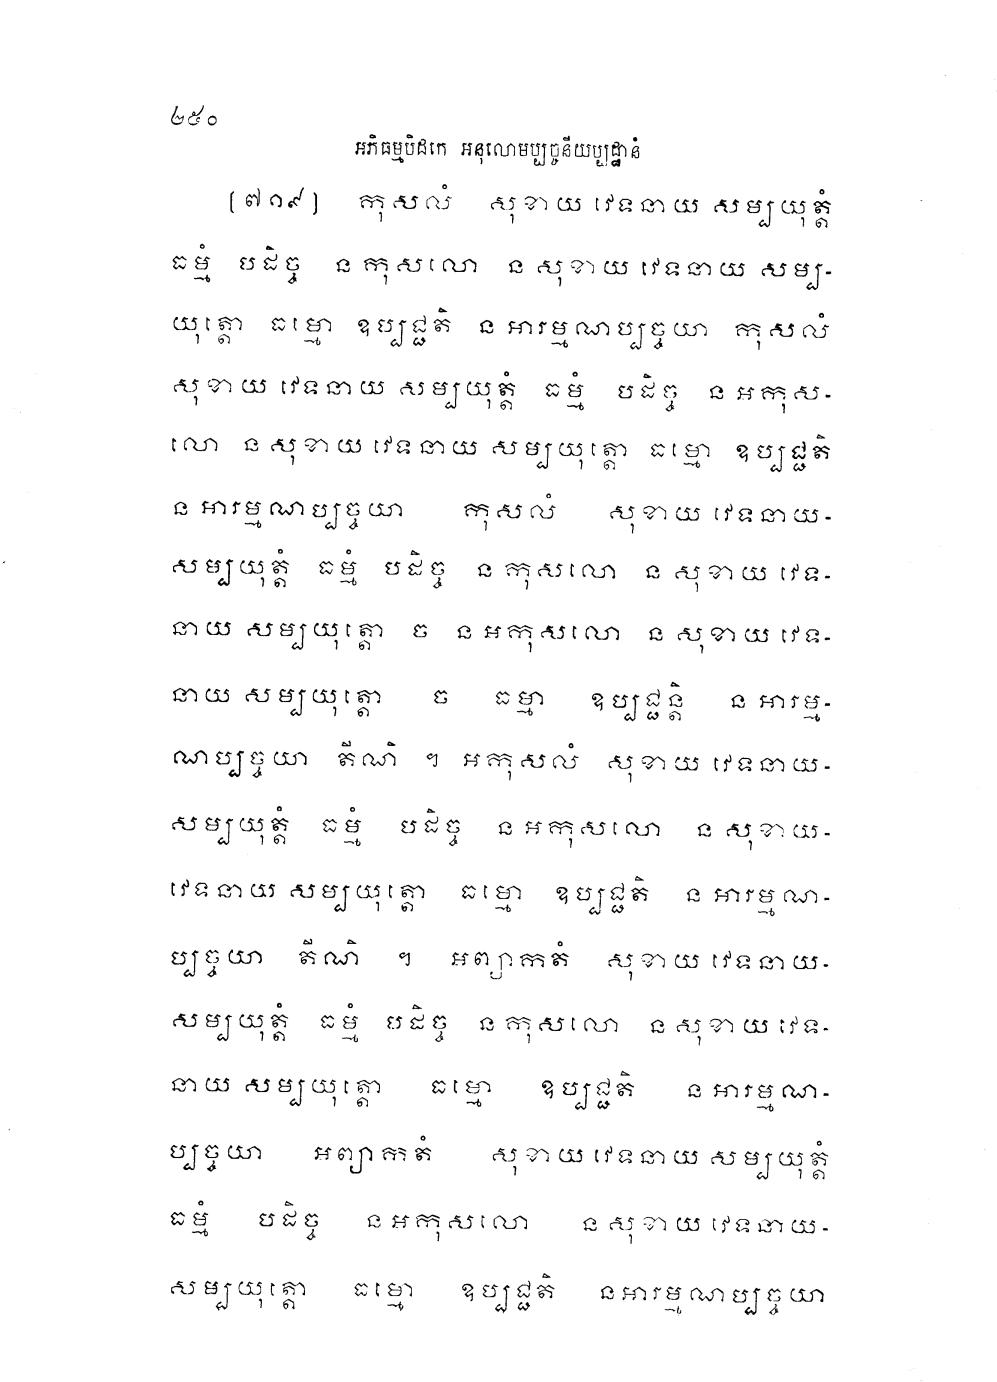 ២៥០
អភិធម្មបិដកេ អនុលោមប្បច្ចនីយប្បដ្ឋានំ
[៧១៩] កុសលំ សុខាយ វេទនាយ សម្បយុត្តំ
ធម្មំ បដិច្ច ន កុសលោ ន សុខាយ វេទនាយ សម្ប-
យុត្តោ ធម្មោ ឧប្បជ្ជតិ ន អារម្មណប្បច្ចយា កុសលំ
សុខាយ វេទនាយ សម្បយុត្តំ ធម្មំ បដិច្ច ន អកុស-
លោ ន សុខាយ វេទនាយ សម្បយុត្តោ ធម្មោ ឧប្បជ្ជតិ
ន អារម្មណប្បច្ចយា កុសលំ សុខាយ វេទនាយ-
សម្បយុត្តំ ធម្មំ បដិច្ច ន កុសលោ ន សុខាយ វេទ-
នាយ សម្បយុត្តោ ច ន អកុសលោ ន សុខាយ វេទ-
នាយ សម្បយុត្តោ ច ធម្មា ឧប្បជ្ជន្តិ ន អារម្ម-
ណប្បច្ចយា តីណិ ។ អកុសលំ សុខាយ វេទនាយ-
សម្បយុត្តំ ធម្មំ បដិច្ច ន អកុសលោ ន សុខាយ-
វេទនាយ សម្បយុត្តោ ធម្មោ ឧប្បជ្ជតិ ន អារម្មណ-
ប្បច្ចយា តីណិ ។ អព្យាកតំ សុខាយ វេទនាយ-
សម្បយុត្តំ ធម្មំ បដិច្ច ន កុសលោ ន សុខាយ វេទ-
នាយ សម្បយុត្តោ ធម្មោ ឧប្បជ្ជតិ ន អារម្មណ-
ប្បច្ចយា អព្យាកតំ សុខាយ វេទនាយ សម្បយុត្តំ
ធម្មំ បដិច្ច ន អកុសលោ ន សុខាយ វេទនាយ-
សម្បយុត្តោ ធម្មោ ឧប្បជ្ជតិ ន អារម្មណប្បច្ចយា